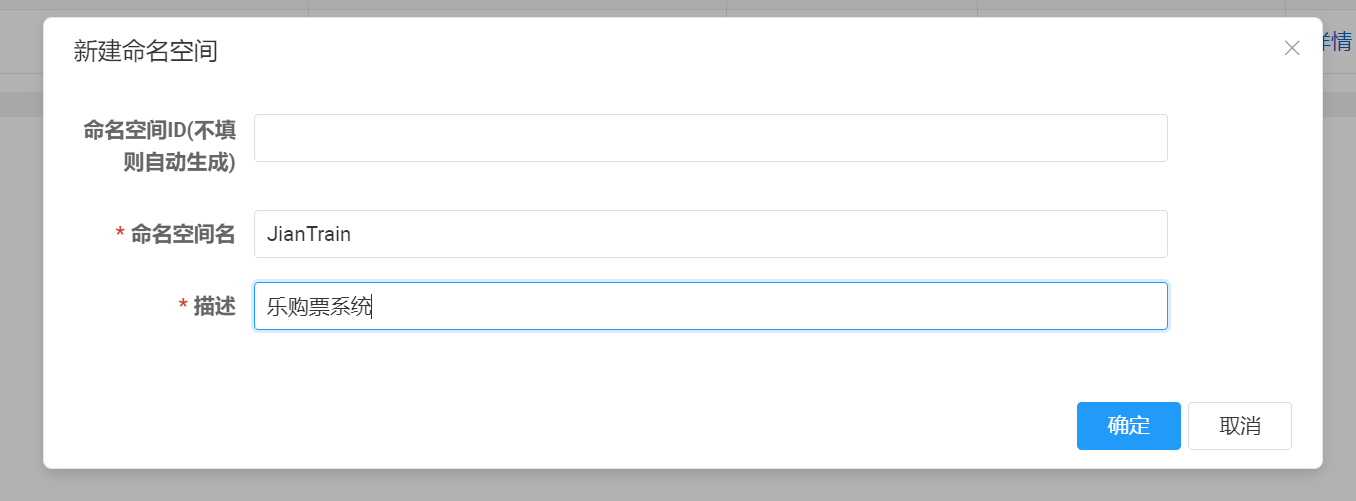 新建命名空间
详情
命名空间ID(不填
则自动生成)
* 命名空间名
JianTrain
* 描述
乐购票系统
确定
取消